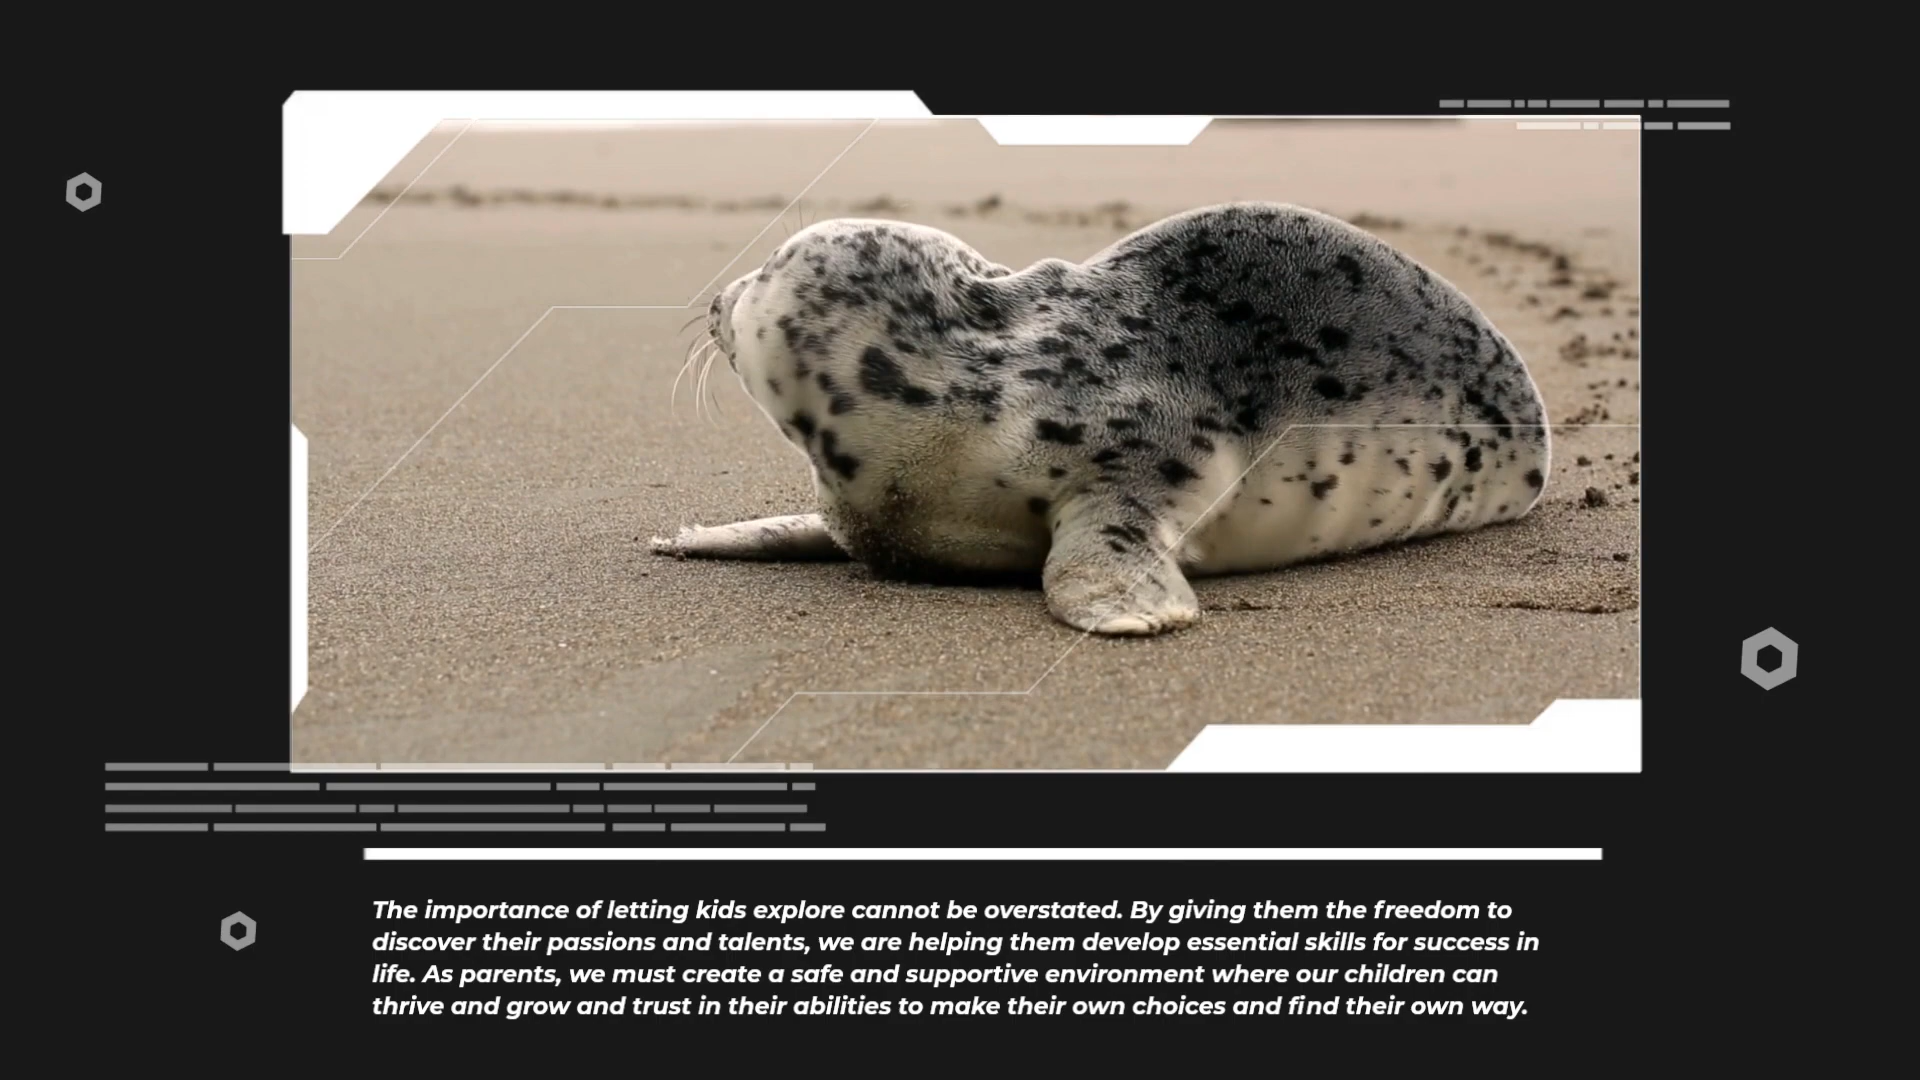 The importance of letting kids explore cannot be overstated. By giving them the freedom to
discover their passions and talents, we are helping them develop essential skills for success in
life. As parents, we must create a safe and supportive environment where our children can
thrive and grow and trust in their abilities to make their own choices and find their own way.